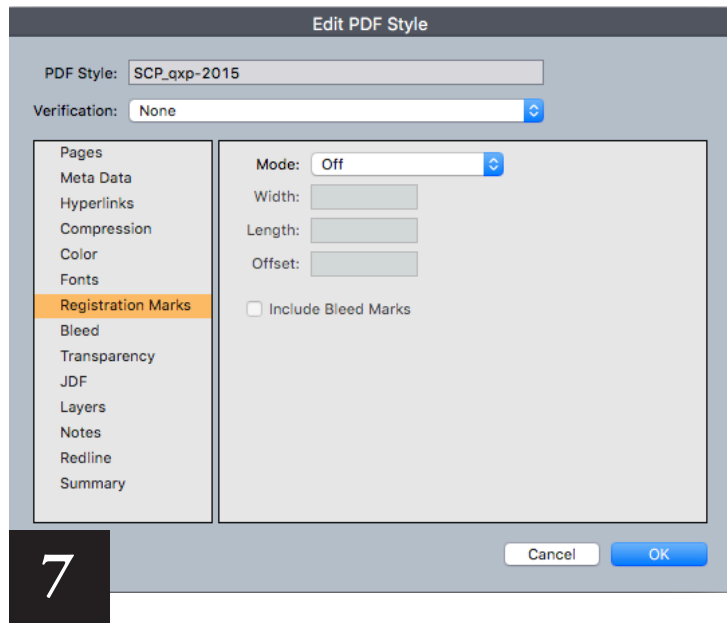 Edit PDF Style
PDF Style: SCP_qxp-2015
Verification: None
Pages
Meta Data
Hyperlinks
Compression
Color
Fonts
Registration Marks
Bleed
Transparency
JDF
Layers
Notes
Redline
Summary
Mode: Off
Width:
Length:
Offset:
Include Bleed Marks
Cancel
OK
7